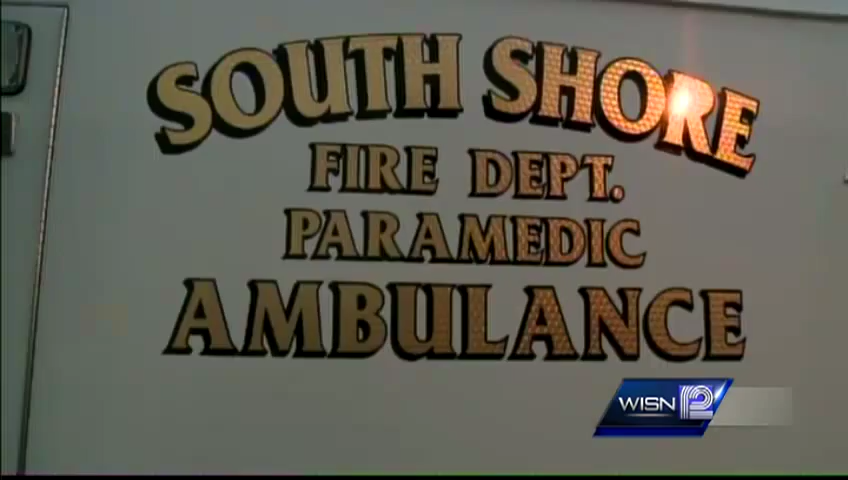 SOUTH SHORE
FIRE DEPT.
PARAMEDIC
AMBULANCE
WISN 12